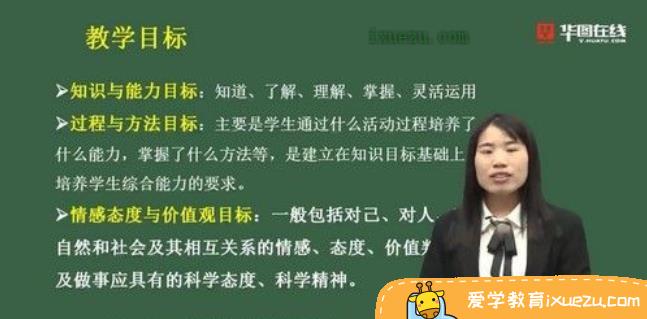 教学目标
ixuezu.com
华图在线
V.HUATU.COM
➤知识与能力目标：知道、了解、理解、掌握、灵活运用
➤过程与方法目标：主要是学生通过什么活动过程培养了
什么能力，掌握了什么方法等，是建立在知识目标基础上
培养学生综合能力的要求。
➤情感态度与价值观目标：一般包括对己、对人、
自然和社会及其相互关系的情感、态度、价值
及做事应具有的科学态度、科学精神。
爱学教育ixuezu.com